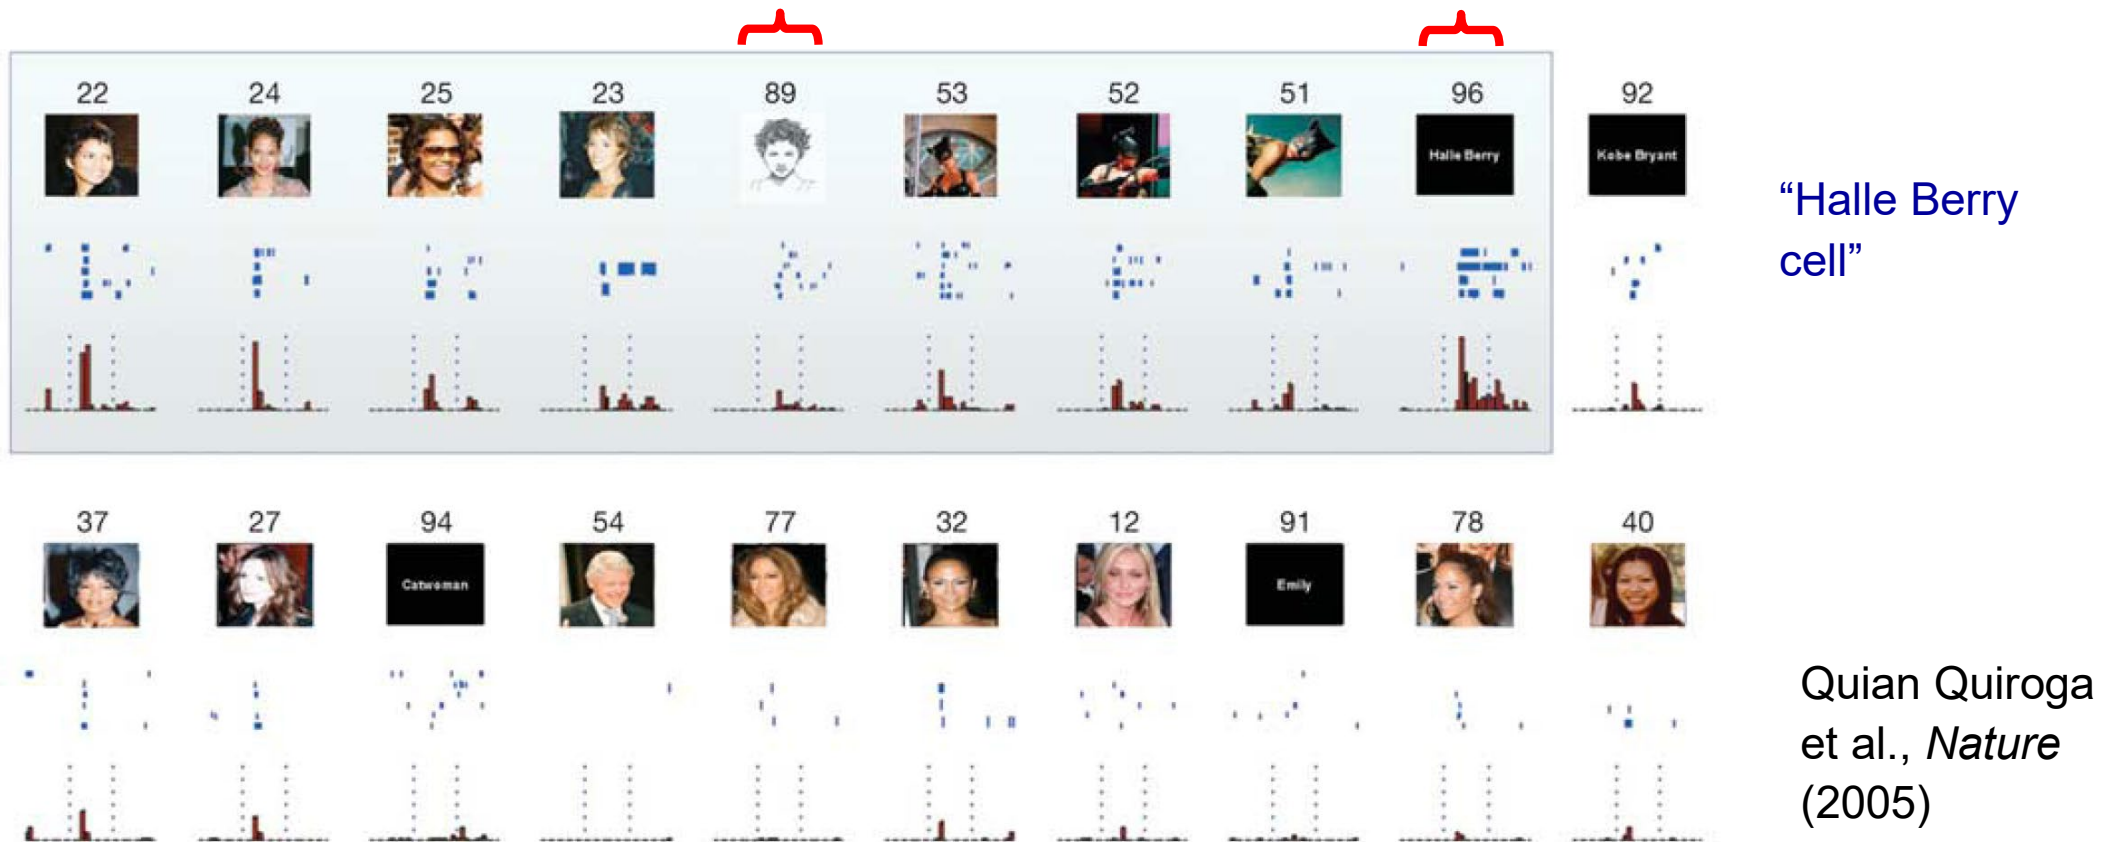 22 24 25 23 89 53 52 51 96 92
Halle Berry
Kobe Bryant
“Halle Berry
cell”
37 27 94 54 77 32 12 91 78 40
Catwoman
Emily
Quian Quiroga
et al., Nature
(2005)